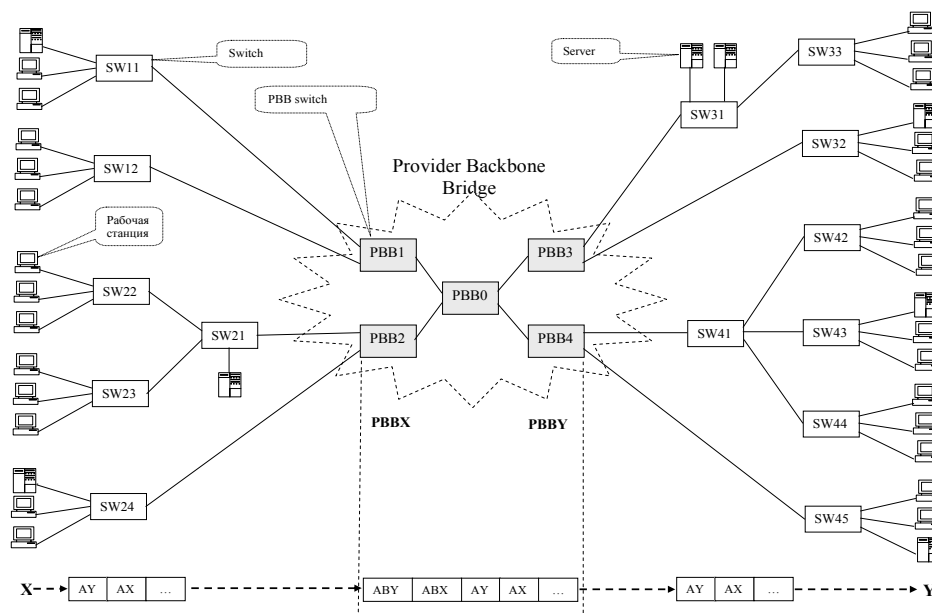 Switch
Server
SW11
SW33
PBB switch
SW31
SW12
SW32
Provider Backbone
Bridge
Рабочая
станция
PBB1
PBB3
SW42
SW22
PBB0
SW21
PBB2
PBB4
SW41
SW43
SW23
PBBX
PBBY
SW44
SW24
SW45
X
AY AX …
ABY ABX AY AX …
AY AX …
Y